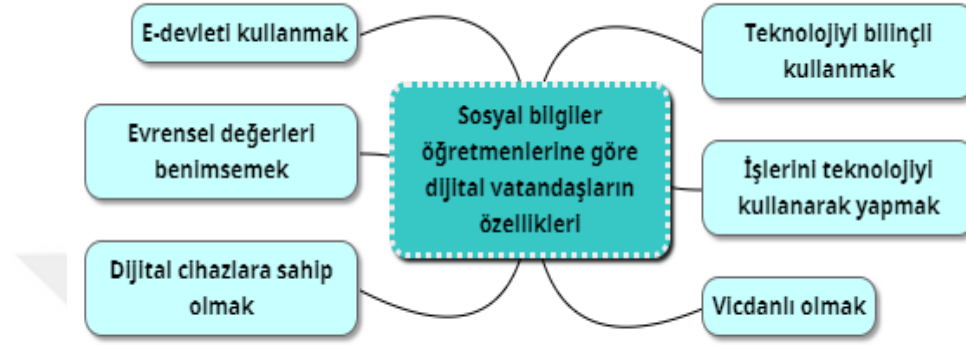 E-devleti kullanmak
Evrensel değerleri
benimsemek
Dijital cihazlara sahip
olmak
Sosyal bilgiler
öğretmenlerine göre
dijital vatandaşların
özellikleri
Teknolojiyi bilinçli
kullanmak
İşlerini teknolojiyi
kullanarak yapmak
Vicdanlı olmak